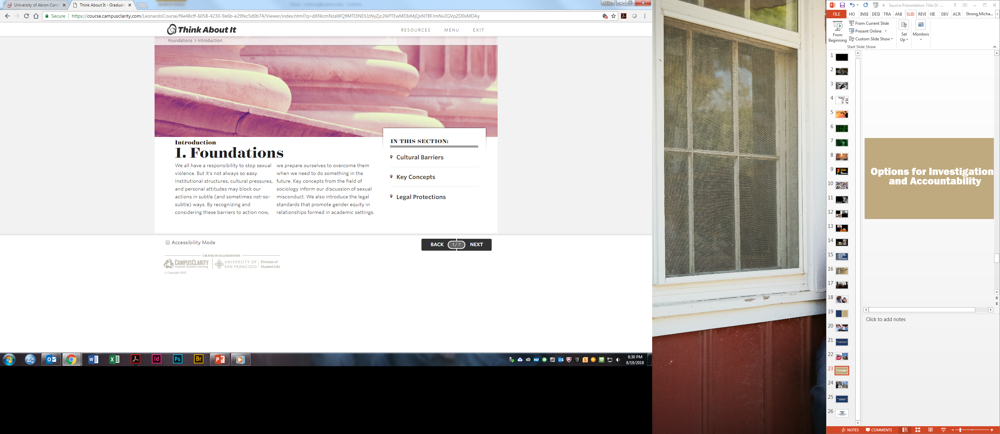 University of Akron Cond
Think About It - Graduate
Mike
Secure
https://course.campusclarity.com/LeonardoCourse/f6e48cff-6058-4230-9e6b-e29fec5d0b74/Viewer/index.html?q=dXNlcmNzaWQ9MTI3NDUzNyZjc2lkPTEwMDIxMjQxNTBFJmNvZGVpZD0xMDAy
Think About It
RESOURCES MENU EXIT
Foundations > Introduction
Introduction
1. Foundations
We all have a responsibility to stop sexual
violence. But it's not always so easy.
Institutional structures, cultural pressures,
and personal attitudes may block our
actions in subtle (and sometimes not-so-
subtle) ways. By recognizing and
considering these barriers to action now,
we prepare ourselves to overcome them
when we need to do something in the
future. Key concepts from the field of
sociology inform our discussion of sexual
misconduct. We also introduce the legal
standards that promote gender equity in
relationships formed in academic settings.
IN THIS SECTION:
Cultural Barriers
Key Concepts
Legal Protections
Accessibility Mode
BACK 1 / 7 NEXT
CREATED IN COLLABORATION
CAMPUSCLARITY
Inspired Student Learning
UNIVERSITY OF
SAN FRANCISCO
Division of
Student Life
© Copyright 2015
8:30 PM
8/19/2018
Source Presentation Title IX -...
FILE HO INSE DESI TRA ANI SLID REVI VIE DEV ACR Strong,Micha...
From
Beginning
From Current Slide
Present Online
Custom Slide Show
Start Slide Show
Set
Up
Monitors
1
2
3
4
5
6
7
8
9
10
11
12
13
14
15
16
17
18
19
20
21
22
23
24
25
26
Options for Investigation
and Accountability
Click to add notes
NOTES COMMENTS